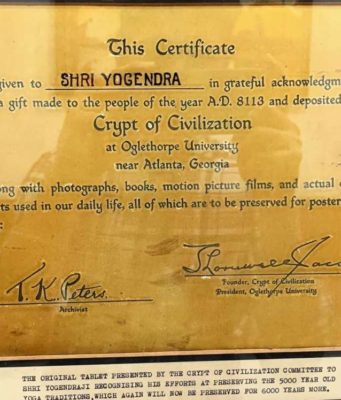 This Certificate
given to SHRI YOGENDRA in grateful acknowledgm
a gift made to the people of the year A.D. 8113 and deposited
Crypt of Civilization
at Oglethorpe University
near Atlanta, Georgia
ong with photographs, books, motion picture films, and actual
ts used in our daily life, all of which are to be preserved for poster
:
T. K. Peters
Archivist
Founder, Crypt of Civilization
President, Oglethorpe University
THE ORIGINAL TABLET PRESENTED BY THE CRYPT OF CIVILIZATION COMMITTEE TO
SHRI YOGENDRAJI RECOGNISING HIS EFFORTS AT PRESERVING THE 5000 YEAR OLD
YOGA TRADITIONS,WHICH AGAIN WILL NOW BE PRESERVED FOR 6000 YEARS MORE.